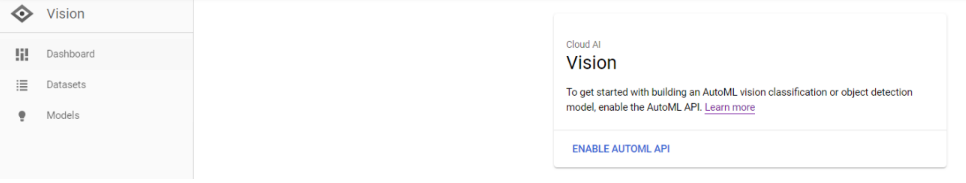 Vision
Dashboard
Datasets
Models
Cloud AI
Vision
To get started with building an AutoML vision classification or object detection
model, enable the AutoML API. Learn more
ENABLE AUTOML API